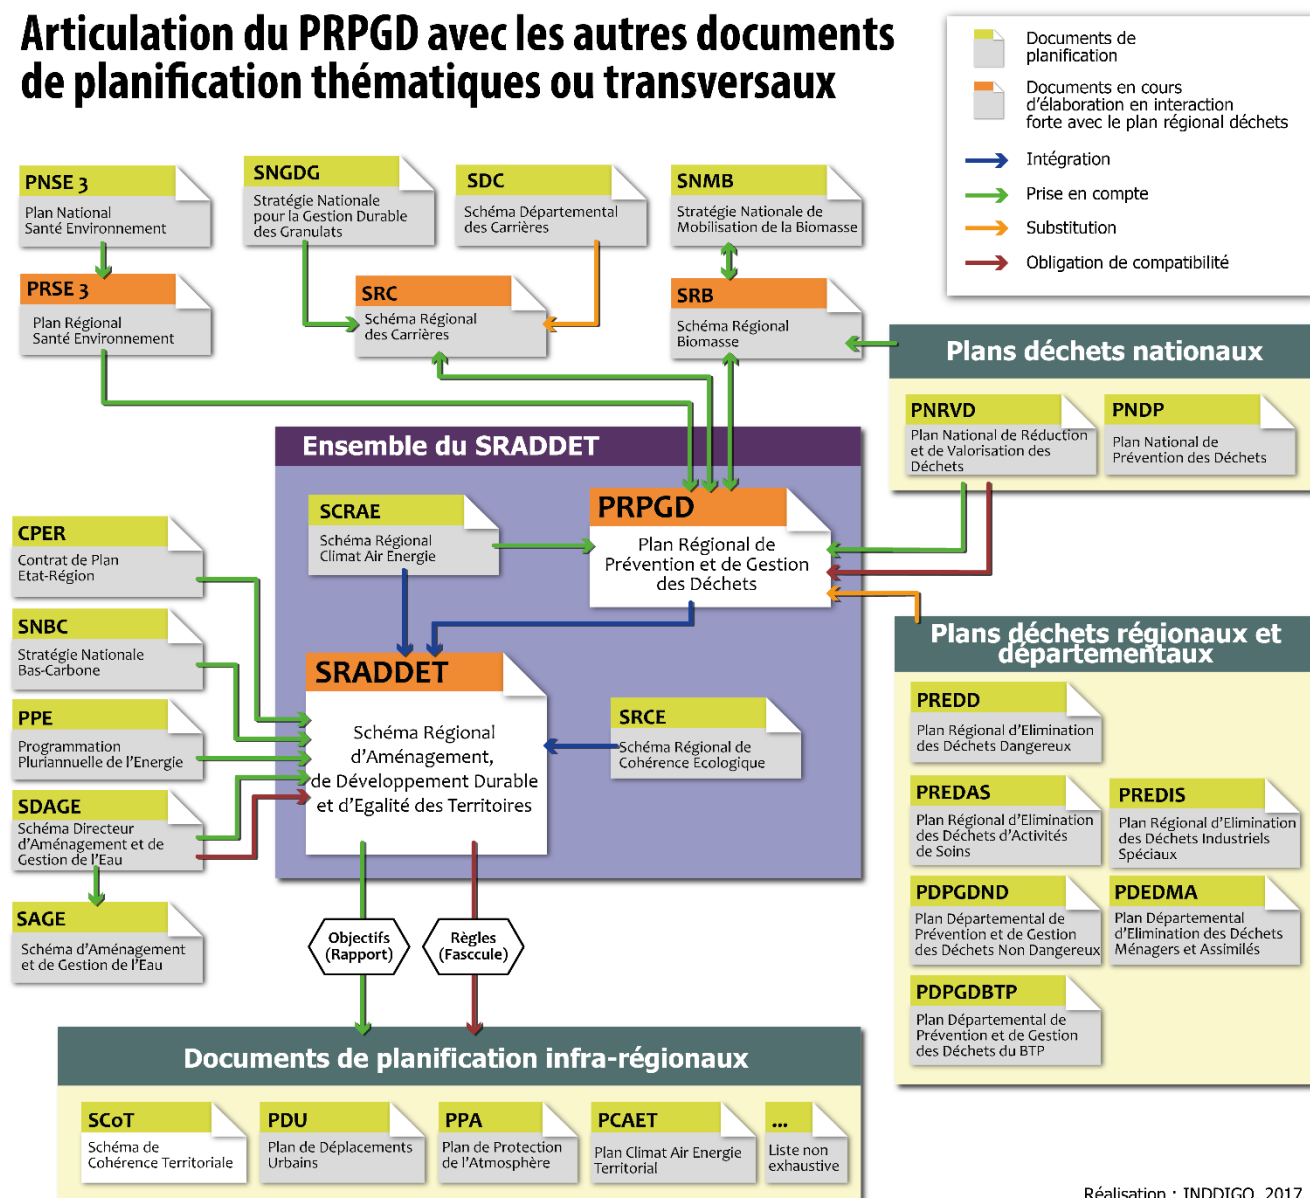 Articulation du PRPGD avec les autres documents
de planification thématiques ou transversaux
Documents de
planification
Documents en cours
d'élaboration en interaction
forte avec le plan régional déchets
Intégration
Prise en compte
Substitution
Obligation de compatibilité
PNSE 3
Plan National
Santé Environnement
SNGDG
Stratégie Nationale
pour la Gestion Durable
des Granulats
SDC
Schéma Départemental
des Carrières
SNMB
Stratégie Nationale de
Mobilisation de la Biomasse
PRSE 3
Plan Régional
Santé Environnement
SRC
Schéma Régional
des Carrières
SRB
Schéma Régional
Biomasse
Plans déchets nationaux
PNRVD
Plan National de Réduction
et de Valorisation des
Déchets
PNDP
Plan National de
Prévention des Déchets
Ensemble du SRADDET
SCRAE
Schéma Régional
Climat Air Energie
PRPGD
Plan Régional de
Prévention et de Gestion
des Déchets
CPER
Contrat de Plan
Etat-Région
SNBC
Stratégie Nationale
Bas-Carbone
PPE
Programmation
Pluriannuelle de l'Energie
SDAGE
Schéma Directeur
d'Aménagement et de
Gestion de l'Eau
SAGE
Schéma d'Aménagement
et de Gestion de l'Eau
SRADDET
Schéma Régional
d'Aménagement,
de Développement Durable
et d'Egalité des Territoires
SRCE
Schéma Régional de
Cohérence Ecologique
Plans déchets régionaux et
départementaux
PREDD
Plan Régional d'Elimination
des Déchets Dangereux
PREDAS
Plan Régional d'Elimination
des Déchets d'Activités
de Soins
PREDIS
Plan Régional d'Elimination
des Déchets Industriels
Spéciaux
PDPGDND
Plan Départemental de
Prévention et de Gestion
des Déchets Non Dangereux
PDEDMA
Plan Départemental
d'Elimination des Déchets
Ménagers et Assimilés
PDPGDBTP
Plan Départemental de
Prévention et de Gestion
des Déchets du BTP
Objectifs
(Rapport)
Règles
(Fasccule)
Documents de planification infra-régionaux
SCoT
Schéma de
Cohérence Territoriale
PDU
Plan de Déplacements
Urbains
PPA
Plan de Protection
de l'Atmosphère
PCAET
Plan Climat Air Energie
Territorial
...
Liste non
exhaustive
Réalisation : INDDIGO, 2017